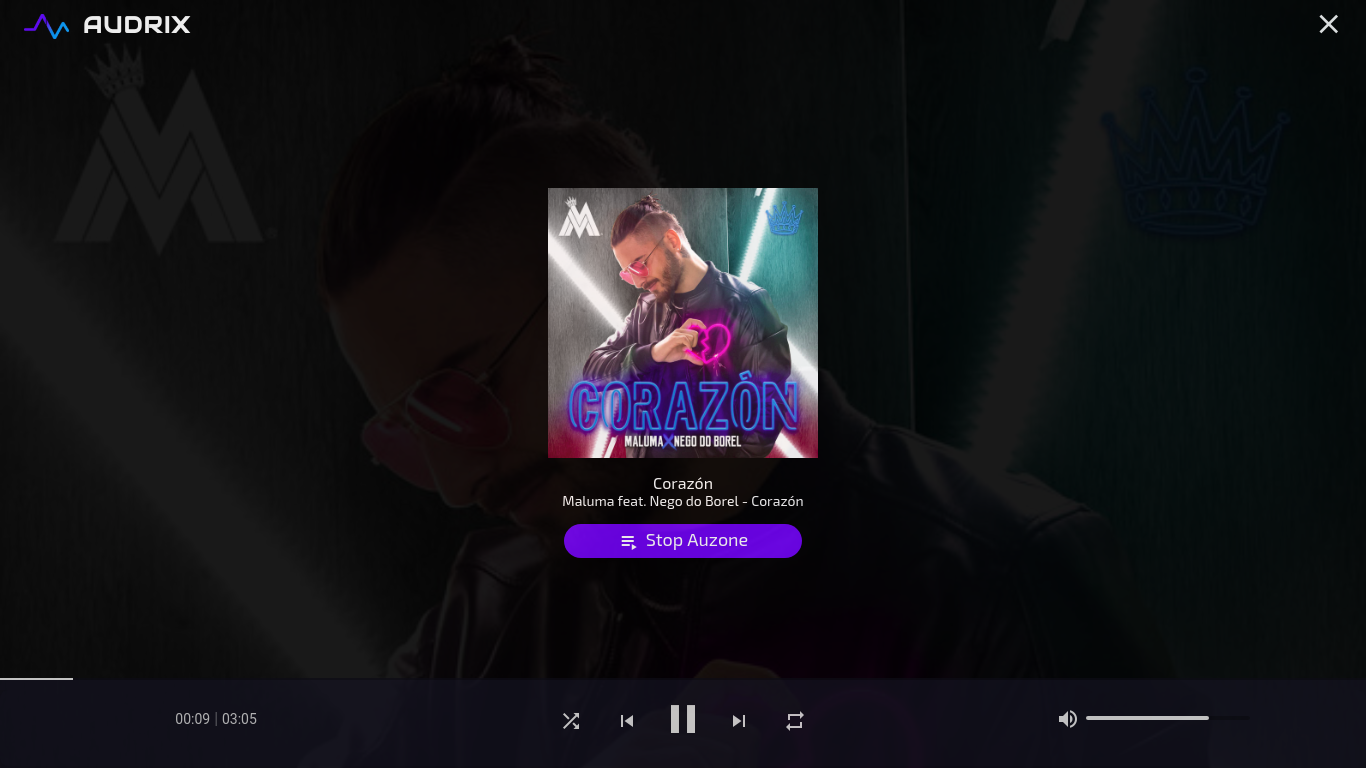 AUDRIX
CORAZÓN
MALUMA X NEGO DO BOREL
Corazón
Maluma feat. Nego do Borel - Corazón
Stop Auzone
00:09 | 03:05